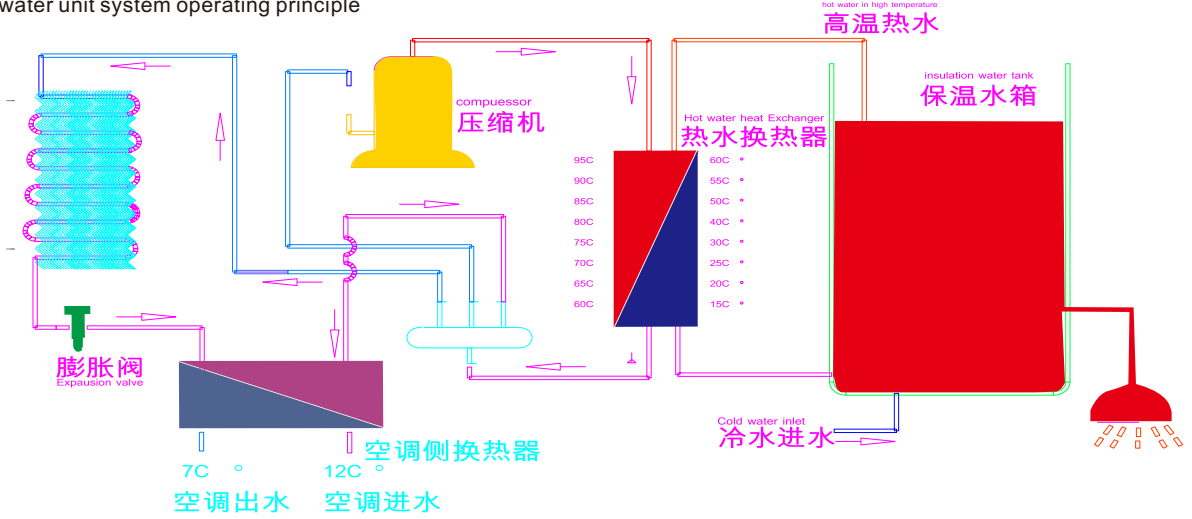 water unit system operating principle
hot water in high temperature
高温热水
insulation water tank
保温水箱
compuessor
压缩机
Hot water heat Exchanger
热水换热器
95C 60C °
90C 55C °
85C 50C °
80C 40C °
75C 30C °
70C 25C °
65C 20C °
60C 15C °
膨胀阀
Expausion valve
Cold water inlet
冷水进水
空调侧换热器
7C ° 12C °
空调出水 空调进水